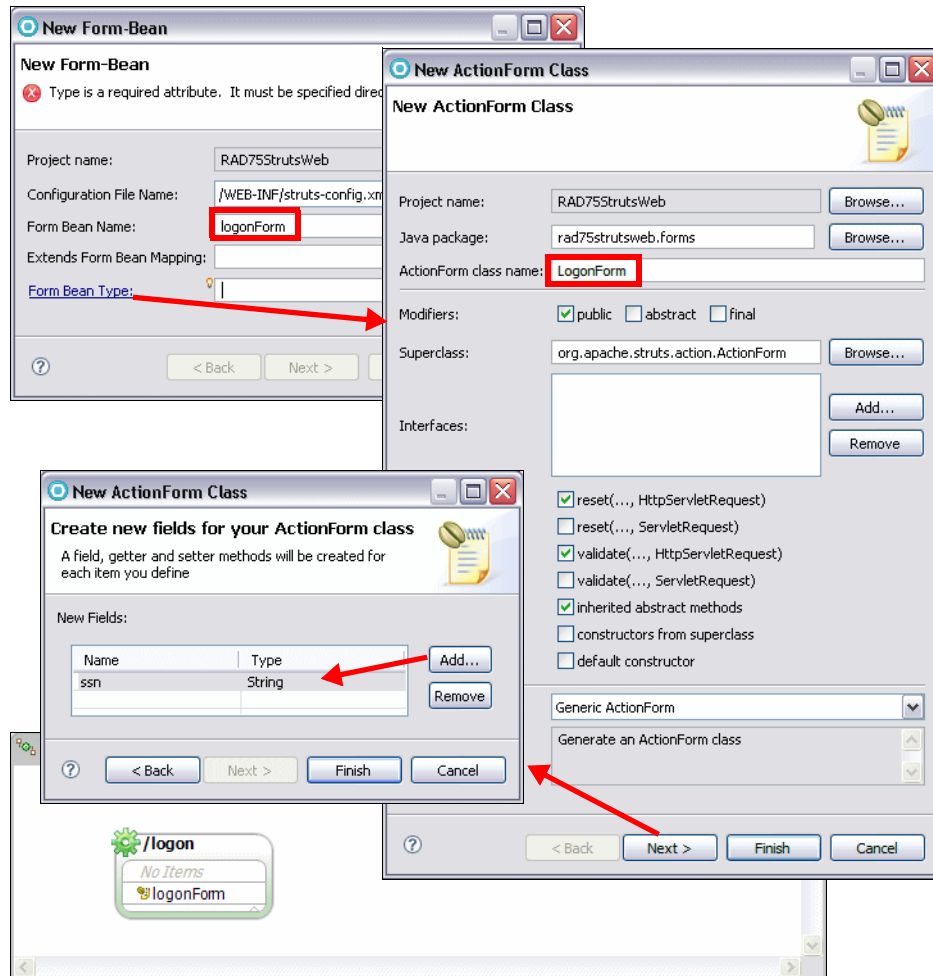 New Form-Bean
New Form-Bean
Type is a required attribute. It must be specified direc
Project name: RAD75StrutsWeb
Configuration File Name: /WEB-INF/struts-config.xm
Form Bean Name: logonForm
Extends Form Bean Mapping:
Form Bean Type:
< Back Next >
New ActionForm Class
New ActionForm Class
Project name: RAD75StrutsWeb Browse...
Java package: rad75strutsweb.forms Browse...
ActionForm class name: LogonForm
Modifiers: public abstract final
Superclass: org.apache.struts.action.ActionForm Browse...
Interfaces: Add...
Remove
reset(..., HttpServletRequest)
reset(..., ServletRequest)
validate(..., HttpServletRequest)
validate(..., ServletRequest)
inherited abstract methods
constructors from superclass
default constructor
Generic ActionForm
Generate an ActionForm class
< Back Next > Finish Cancel
New ActionForm Class
Create new fields for your ActionForm class
A field, getter and setter methods will be created for
each item you define
New Fields:
Name Type Add...
ssn String
Remove
< Back Next > Finish Cancel
/logon
No Items
logonForm